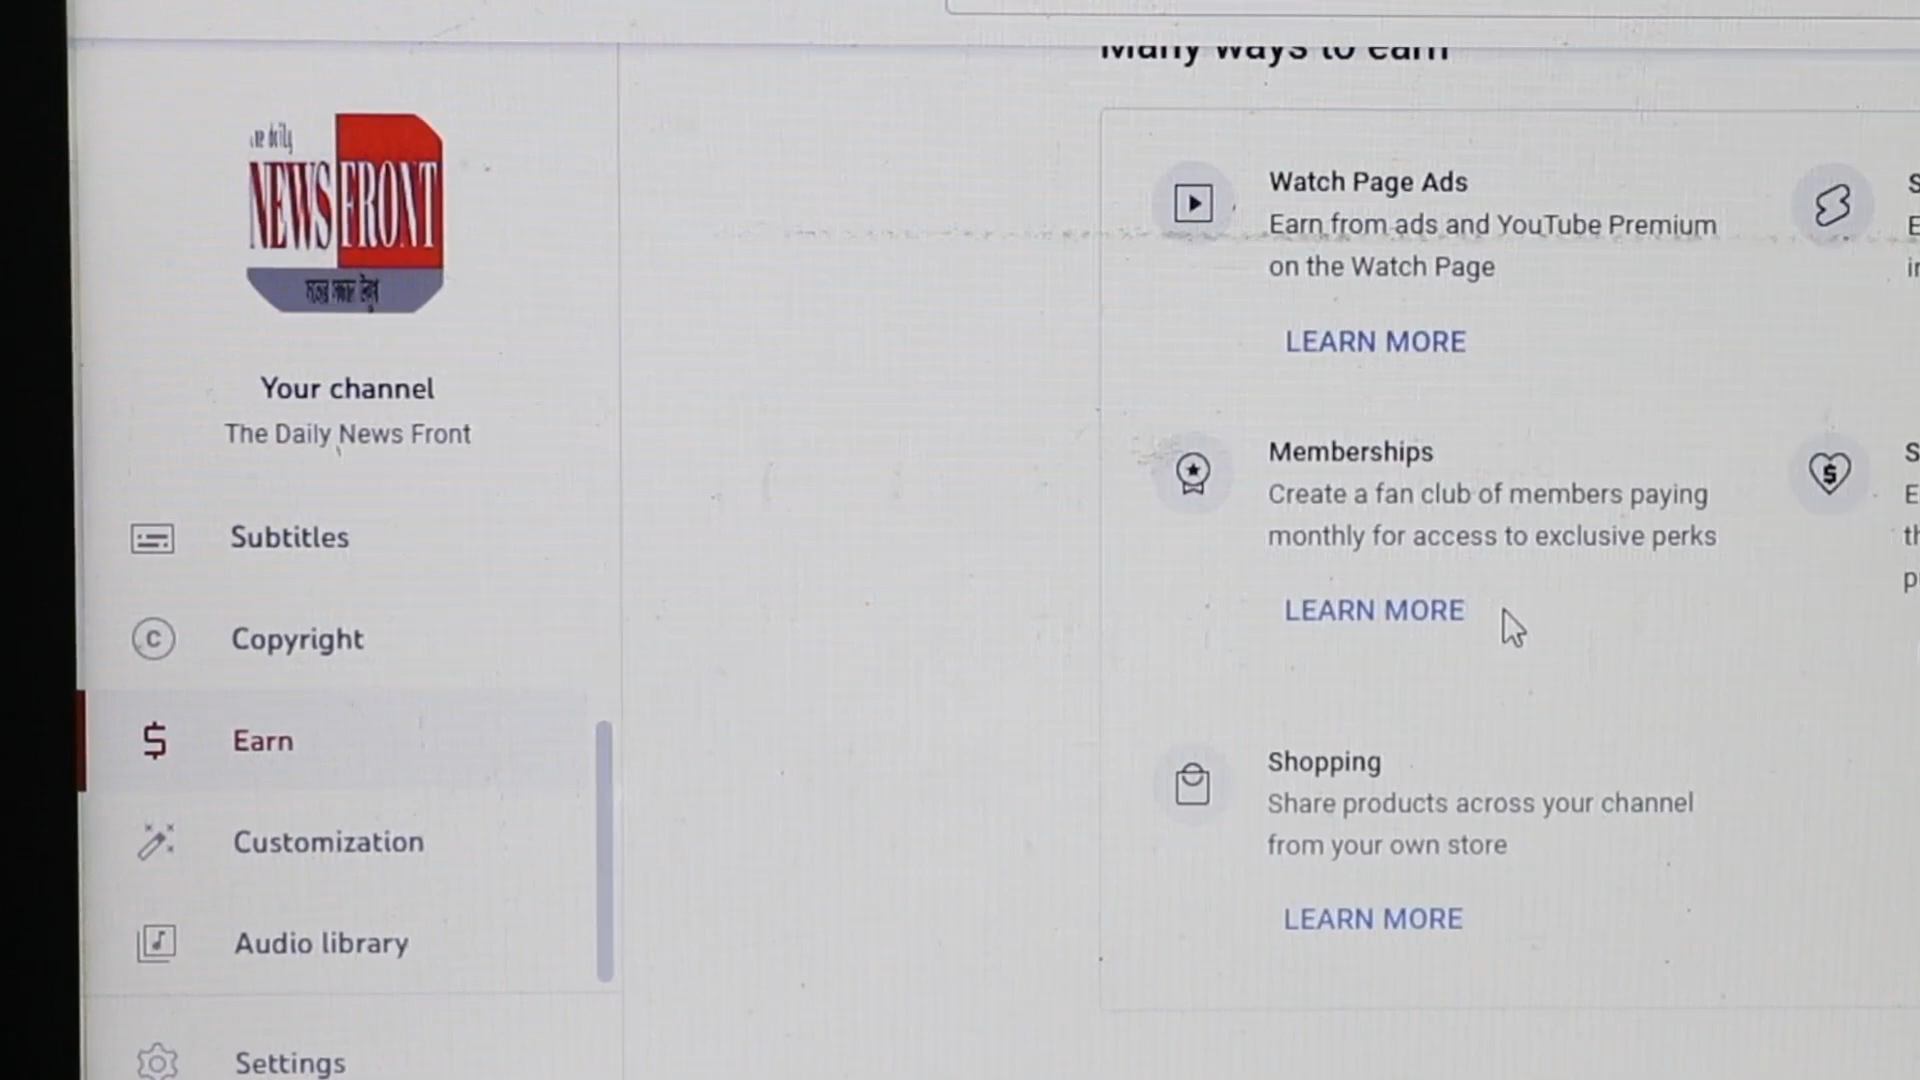 Many ways to earn
NEWS FRONT
Your channel
The Daily News Front
Subtitles
Copyright
Earn
Customization
Audio library
Settings
Watch Page Ads
Earn from ads and YouTube Premium
on the Watch Page
LEARN MORE
Memberships
Create a fan club of members paying
monthly for access to exclusive perks
LEARN MORE
Shopping
Share products across your channel
from your own store
LEARN MORE